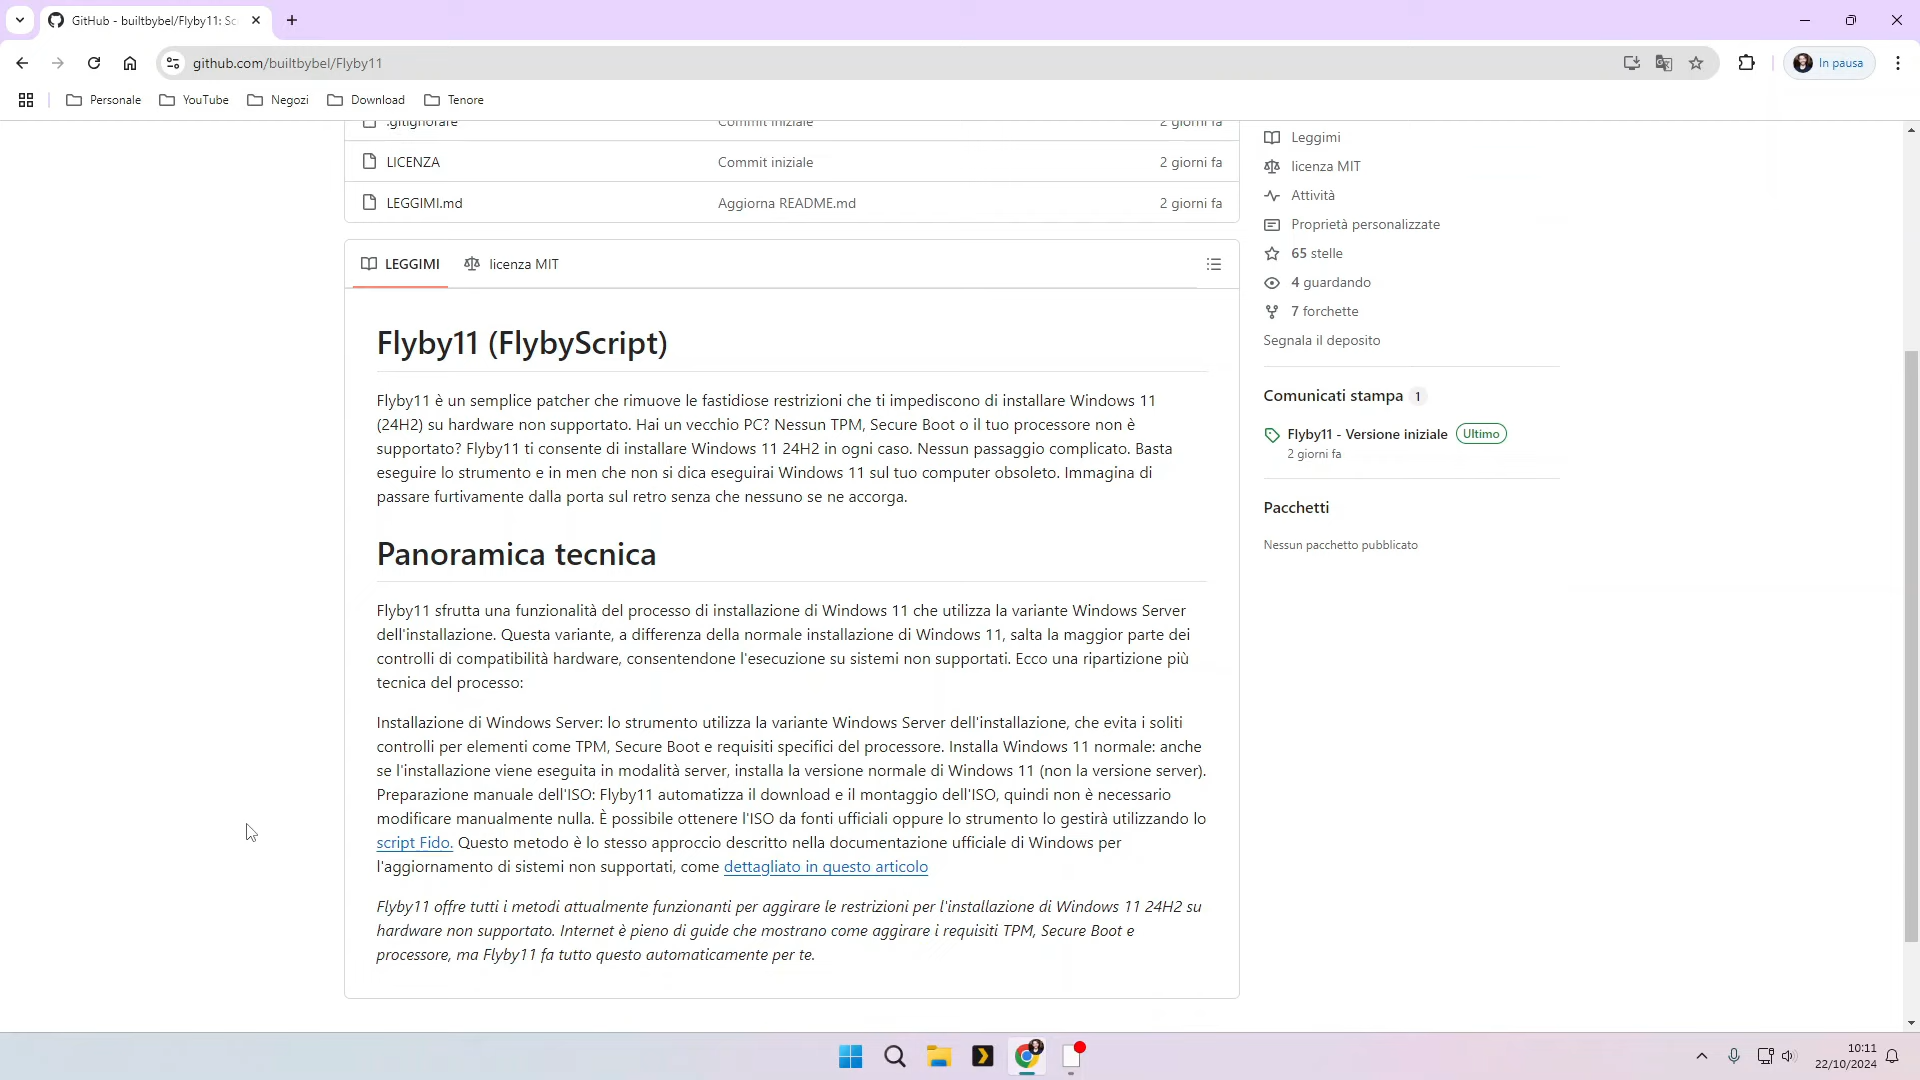 GitHub - builtbybel/Flyby11: Sc
github.com/builtbybel/Flyby11
In pausa
Personale
YouTube
Negozi
Download
Tenore
.gitignorare
Commit iniziale
2 giorni fa
LICENZA
Commit iniziale
2 giorni fa
LEGGIMI.md
Aggiorna README.md
2 giorni fa
LEGGIMI
licenza MIT
Flyby11 (FlybyScript)
Flyby11 è un semplice patcher che rimuove le fastidiose restrizioni che ti impediscono di installare Windows 11
(24H2) su hardware non supportato. Hai un vecchio PC? Nessun TPM, Secure Boot o il tuo processore non è
supportato? Flyby11 ti consente di installare Windows 11 24H2 in ogni caso. Nessun passaggio complicato. Basta
eseguire lo strumento e in men che non si dica eseguirai Windows 11 sul tuo computer obsoleto. Immagina di
passare furtivamente dalla porta sul retro senza che nessuno se ne accorga.
Panoramica tecnica
Flyby11 sfrutta una funzionalità del processo di installazione di Windows 11 che utilizza la variante Windows Server
dell'installazione. Questa variante, a differenza della normale installazione di Windows 11, salta la maggior parte dei
controlli di compatibilità hardware, consentendone l'esecuzione su sistemi non supportati. Ecco una ripartizione più
tecnica del processo:
Installazione di Windows Server: lo strumento utilizza la variante Windows Server dell'installazione, che evita i soliti
controlli per elementi come TPM, Secure Boot e requisiti specifici del processore. Installa Windows 11 normale: anche
se l'installazione viene eseguita in modalità server, installa la versione normale di Windows 11 (non la versione server).
Preparazione manuale dell'ISO: Flyby11 automatizza il download e il montaggio dell'ISO, quindi non è necessario
modificare manualmente nulla. È possibile ottenere l'ISO da fonti ufficiali oppure lo strumento lo gestirà utilizzando lo
script Fido. Questo metodo è lo stesso approccio descritto nella documentazione ufficiale di Windows per
l'aggiornamento di sistemi non supportati, come dettagliato in questo articolo
Flyby11 offre tutti i metodi attualmente funzionanti per aggirare le restrizioni per l'installazione di Windows 11 24H2 su
hardware non supportato. Internet è pieno di guide che mostrano come aggirare i requisiti TPM, Secure Boot e
processore, ma Flyby11 fa tutto questo automaticamente per te.
Leggimi
licenza MIT
Attività
Proprietà personalizzate
65 stelle
4 guardando
7 forchette
Segnala il deposito
Comunicati stampa 1
Flyby11 - Versione iniziale Ultimo
2 giorni fa
Pacchetti
Nessun pacchetto pubblicato
10:11
22/10/2024